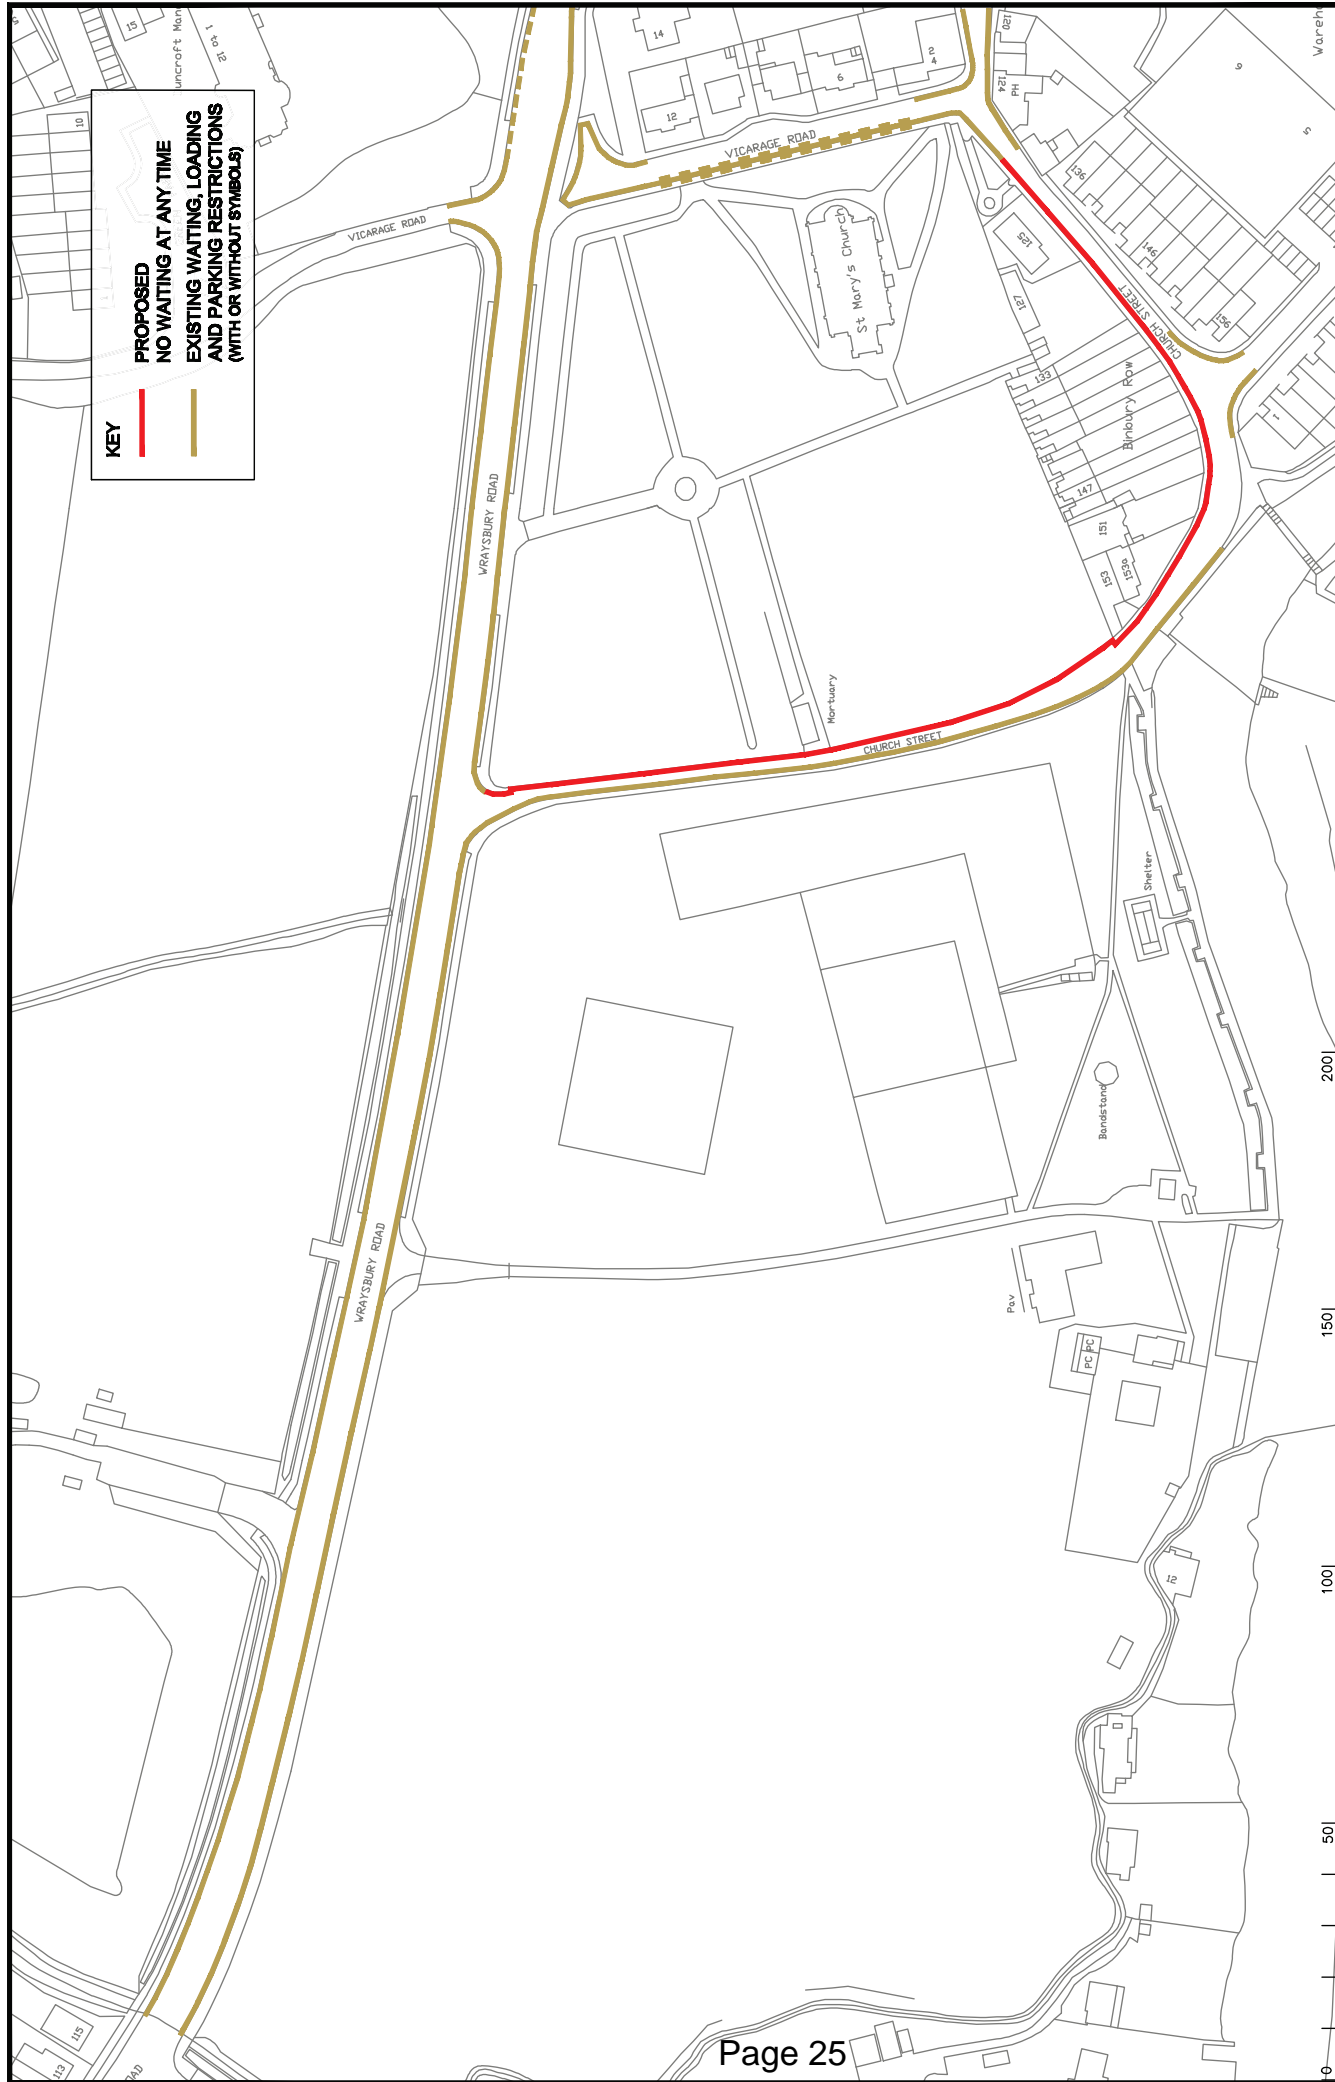 KEY
PROPOSED
NO WAITING AT ANY TIME
EXISTING WAITING, LOADING
AND PARKING RESTRICTIONS
(WITH OR WITHOUT SYMBOLS)
15
1 to 12
10
VICARAGE ROAD
14
12
6
2
4
VICARAGE ROAD
120
124
PH
9
5
136
146
156
CHURCH STREET
125
127
St Mary's Church
133
Binbury Row
147
151
153
153a
1
WRAYSBURY ROAD
Mortuary
CHURCH STREET
Shelter
Bandstand
WRAYSBURY ROAD
Pav
PC PC
12
115
113
0
50
100
150
200
Page 25